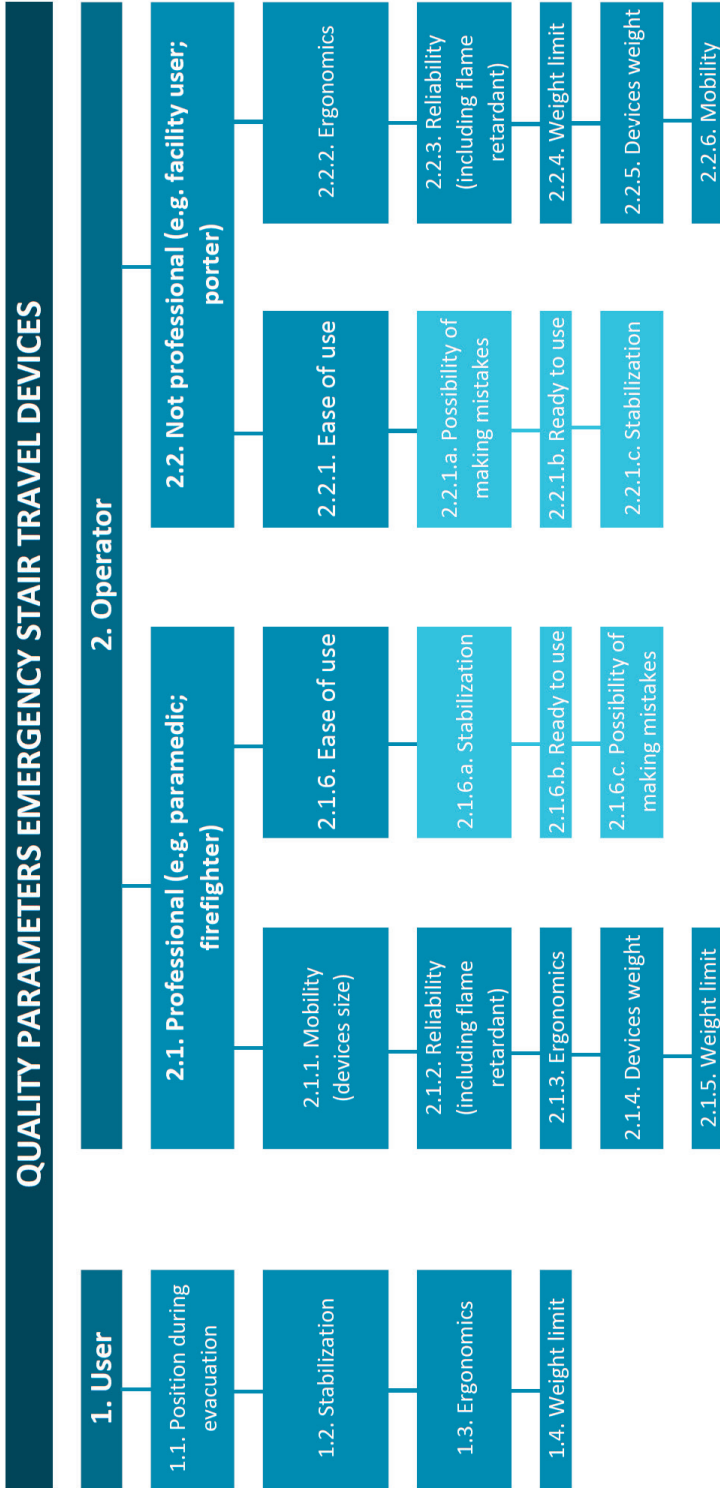 QUALITY PARAMETERS EMERGENCY STAIR TRAVEL DEVICES
1. User
1.1. Position during
evacuation
1.2. Stabilization
1.3. Ergonomics
1.4. Weight limit
2. Operator
2.1. Professional (e.g. paramedic;
firefighter)
2.1.1. Mobility
(devices size)
2.1.2. Reliability
(including flame
retardant)
2.1.3. Ergonomics
2.1.4. Devices weight
2.1.5. Weight limit
2.1.6. Ease of use
2.1.6.a. Stabilization
2.1.6.b. Ready to use
2.1.6.c. Possibility of
making mistakes
2.2. Not professional (e.g. facility user;
porter)
2.2.1. Ease of use
2.2.1.a. Possibility of
making mistakes
2.2.1.b. Ready to use
2.2.1.c. Stabilization
2.2.2. Ergonomics
2.2.3. Reliability
(including flame
retardant)
2.2.4. Weight limit
2.2.5. Devices weight
2.2.6. Mobility